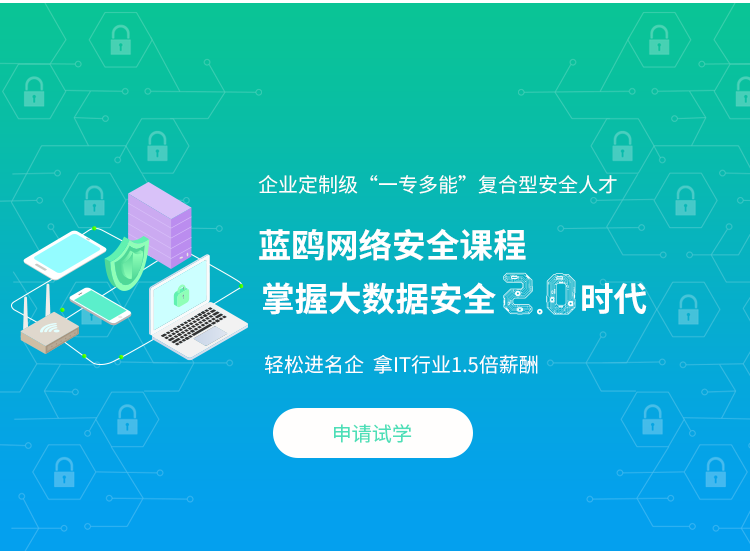 企业定制级“一专多能”复合型安全人才
蓝鸥网络安全课程
掌握大数据安全2.0时代
轻松进名企 拿IT行业1.5倍薪酬
申请试学